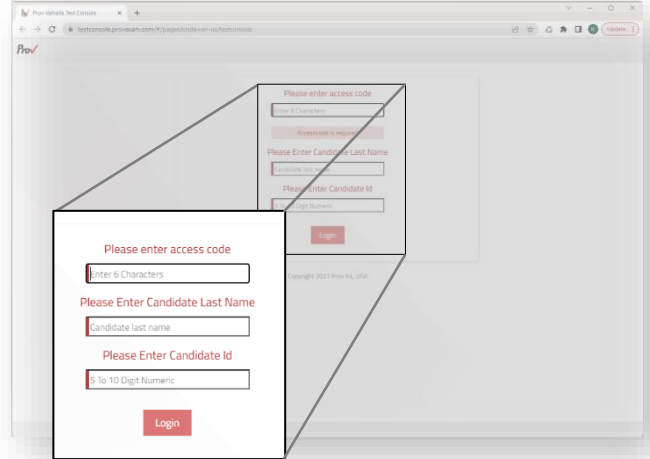 Prov Valhalla Test Console
testconsole.provexam.com/#/pages?code=en-us/testconsole
Update
Prov
Please enter access code
Enter 6 Characters
Accesscode is required
Please Enter Candidate Last Name
Candidate last name
Please Enter Candidate Id
5 To 10 Digit Numeric
Login
Copyright 2021 Prov Inc, USA
Please enter access code
Enter 6 Characters
Please Enter Candidate Last Name
Candidate last name
Please Enter Candidate Id
5 To 10 Digit Numeric
Login